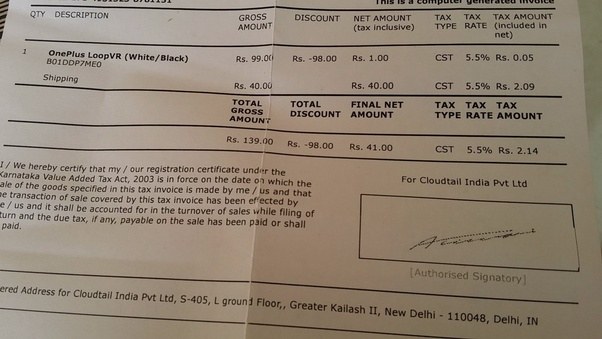 This is a computer generated invoice
QTY DESCRIPTION GROSS AMOUNT DISCOUNT NET AMOUNT (tax inclusive) TAX TYPE TAX RATE TAX AMOUNT (included in net)
1 OnePlus LoopVR (White/Black) Rs. 99.00 Rs. -98.00 Rs. 1.00 CST 5.5% Rs. 0.05
B01DDP7ME0
Shipping Rs. 40.00 Rs. 40.00 CST 5.5% Rs. 2.09
TOTAL GROSS AMOUNT TOTAL DISCOUNT FINAL NET AMOUNT TAX TYPE TAX RATE TAX AMOUNT
Rs. 139.00 Rs. -98.00 Rs. 41.00 CST 5.5% Rs. 2.14
I / We hereby certify that my / our registration certificate under the
Karnataka Value Added Tax Act, 2003 is in force on the date on which the
ale of the goods specified in this tax invoice is made by me / us and that
he transaction of sale covered by this tax invoice has been effected by
e / us and it shall be accounted for in the turnover of sales while filing of
turn and the due tax, if any, payable on the sale has been paid or shall
paid.
For Cloudtail India Pvt Ltd
[Authorised Signatory]
ered Address for Cloudtail India Pvt Ltd, S-405, L ground Floor,, Greater Kailash II, New Delhi - 110048, Delhi, IN